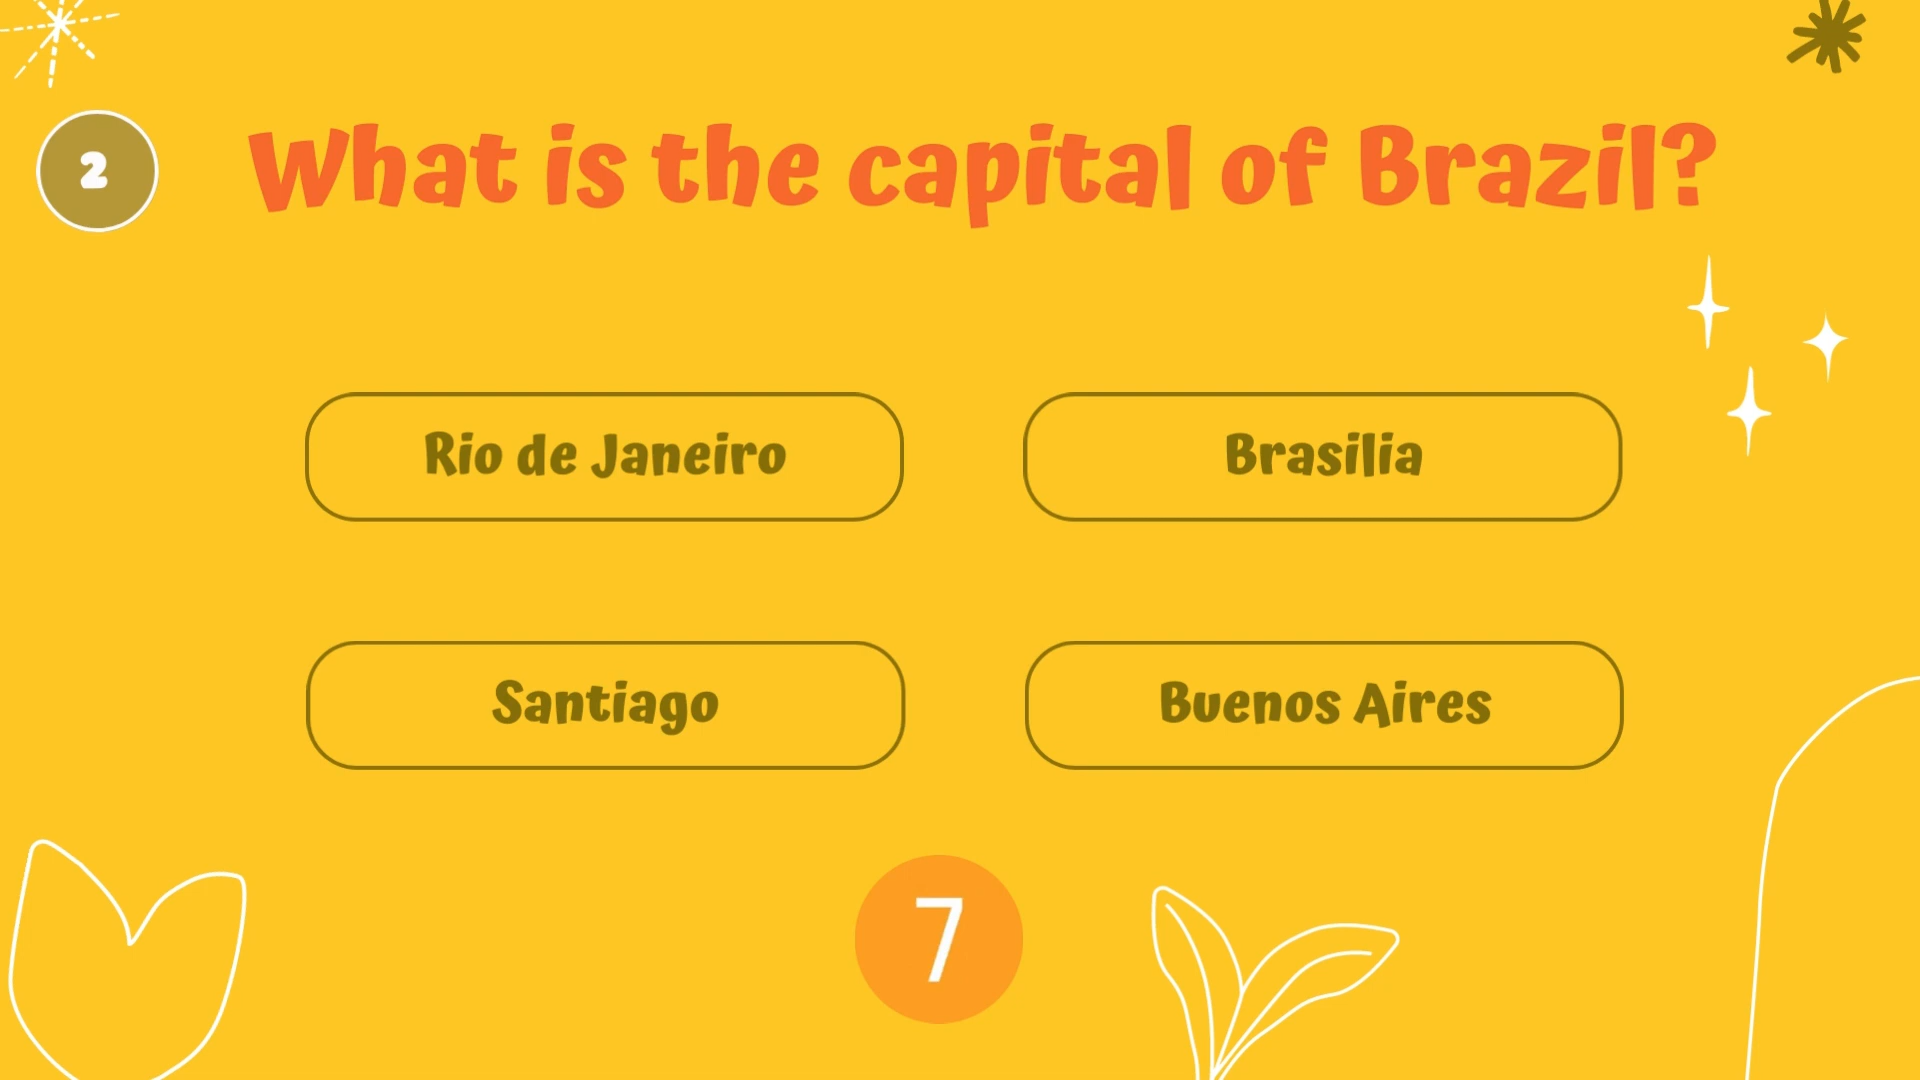 2
What is the capital of Brazil?
Rio de Janeiro
Brasilia
Santiago
Buenos Aires
7